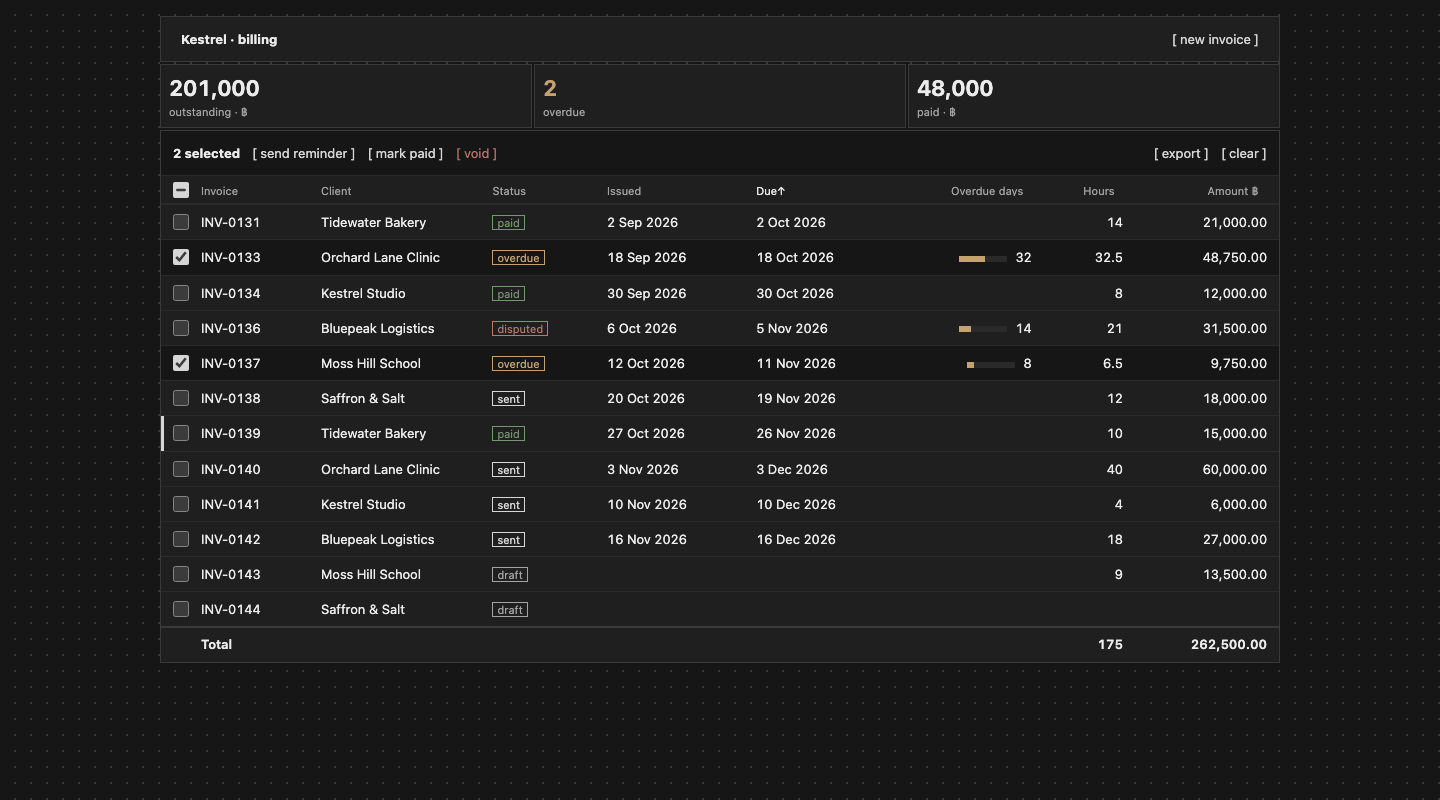 Kestrel · billing [ new invoice ]
201,000 2 48,000
outstanding · ฿ overdue paid · ฿
2 selected [ send reminder ] [ mark paid ] [ void ] [ export ] [ clear ]
Invoice Client Status Issued Due↑ Overdue days Hours Amount ฿
INV-0131 Tidewater Bakery paid 2 Sep 2026 2 Oct 2026 14 21,000.00
INV-0133 Orchard Lane Clinic overdue 18 Sep 2026 18 Oct 2026 32 32.5 48,750.00
INV-0134 Kestrel Studio paid 30 Sep 2026 30 Oct 2026 8 12,000.00
INV-0136 Bluepeak Logistics disputed 6 Oct 2026 5 Nov 2026 14 21 31,500.00
INV-0137 Moss Hill School overdue 12 Oct 2026 11 Nov 2026 8 6.5 9,750.00
INV-0138 Saffron & Salt sent 20 Oct 2026 19 Nov 2026 12 18,000.00
INV-0139 Tidewater Bakery paid 27 Oct 2026 26 Nov 2026 10 15,000.00
INV-0140 Orchard Lane Clinic sent 3 Nov 2026 3 Dec 2026 40 60,000.00
INV-0141 Kestrel Studio sent 10 Nov 2026 10 Dec 2026 4 6,000.00
INV-0142 Bluepeak Logistics sent 16 Nov 2026 16 Dec 2026 18 27,000.00
INV-0143 Moss Hill School draft 9 13,500.00
INV-0144 Saffron & Salt draft
Total 175 262,500.00